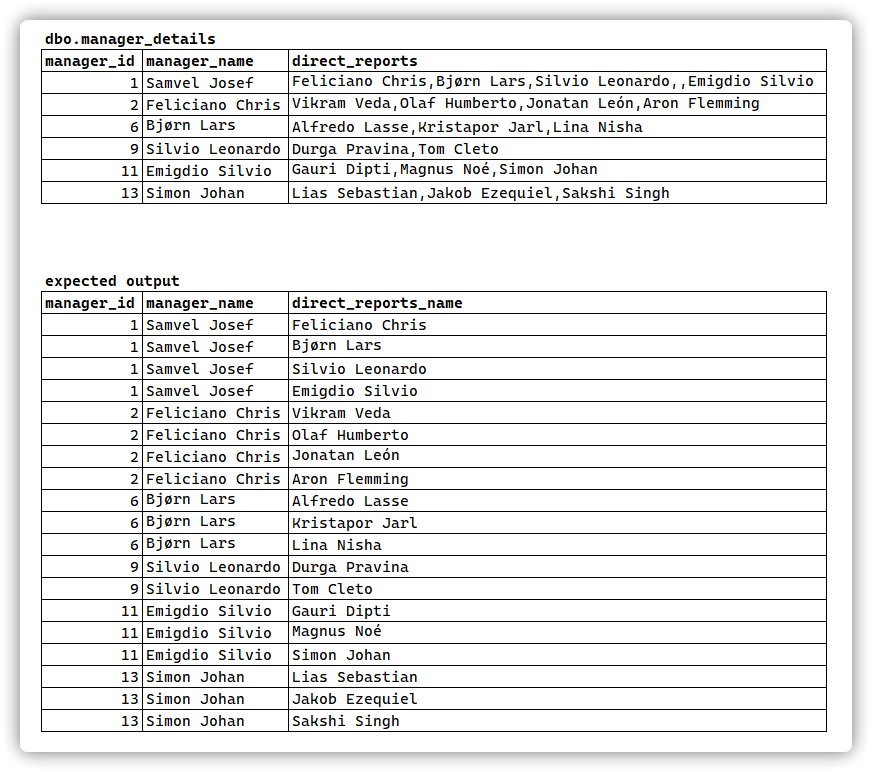 dbo.manager_details
manager_id manager_name direct_reports
1 Samvel Josef Feliciano Chris,Bjørn Lars,Silvio Leonardo,,Emigdio Silvio
2 Feliciano Chris Vikram Veda,Olaf Humberto,Jonatan León,Aron Flemming
6 Bjørn Lars Alfredo Lasse,Kristapor Jarl,Lina Nisha
9 Silvio Leonardo Durga Pravina,Tom Cleto
11 Emigdio Silvio Gauri Dipti,Magnus Noé,Simon Johan
13 Simon Johan Lias Sebastian,Jakob Ezequiel,Sakshi Singh
expected output
manager_id manager_name direct_reports_name
1 Samvel Josef Feliciano Chris
1 Samvel Josef Bjørn Lars
1 Samvel Josef Silvio Leonardo
1 Samvel Josef Emigdio Silvio
2 Feliciano Chris Vikram Veda
2 Feliciano Chris Olaf Humberto
2 Feliciano Chris Jonatan León
2 Feliciano Chris Aron Flemming
6 Bjørn Lars Alfredo Lasse
6 Bjørn Lars Kristapor Jarl
6 Bjørn Lars Lina Nisha
9 Silvio Leonardo Durga Pravina
9 Silvio Leonardo Tom Cleto
11 Emigdio Silvio Gauri Dipti
11 Emigdio Silvio Magnus Noé
11 Emigdio Silvio Simon Johan
13 Simon Johan Lias Sebastian
13 Simon Johan Jakob Ezequiel
13 Simon Johan Sakshi Singh